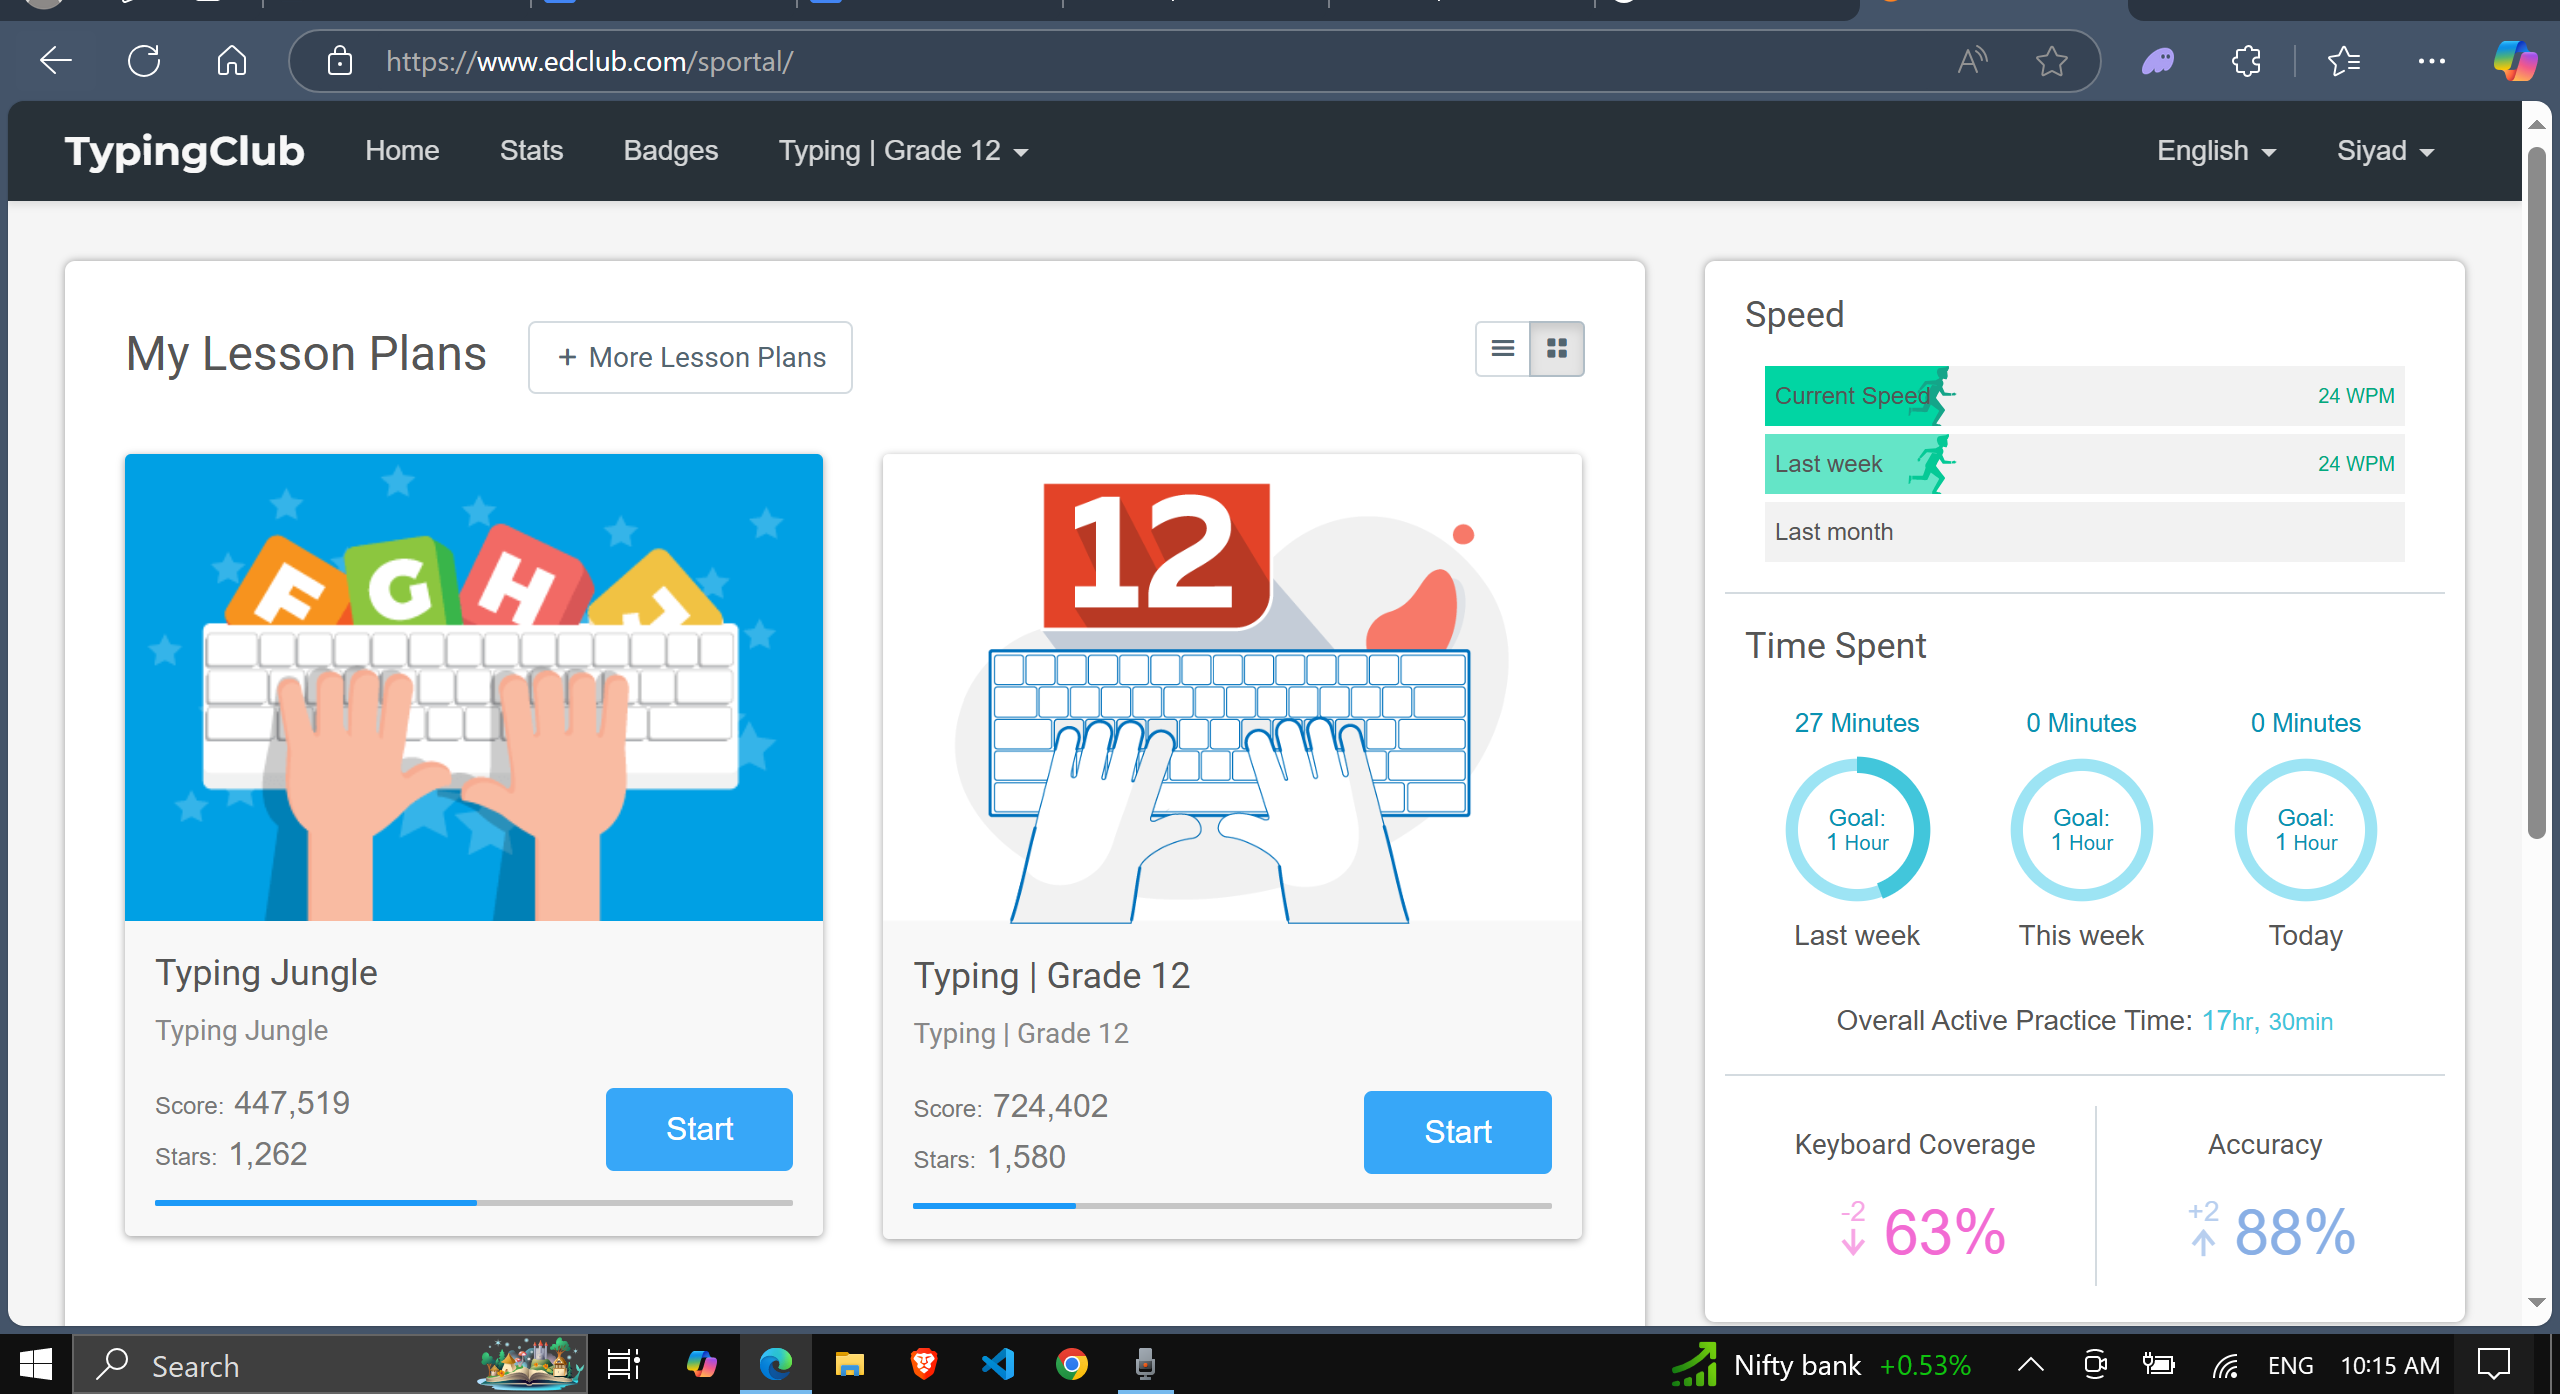 https://www.edclub.com/sportal/
TypingClub Home Stats Badges Typing | Grade 12 English Siyad
My Lesson Plans + More Lesson Plans
F G H J
Typing Jungle
Typing Jungle
Score: 447,519
Stars: 1,262
Start
12
Typing | Grade 12
Typing | Grade 12
Score: 724,402
Stars: 1,580
Start
Speed
Current Speed 24 WPM
Last week 24 WPM
Last month
Time Spent
27 Minutes 0 Minutes 0 Minutes
Goal: Goal: Goal:
1 Hour 1 Hour 1 Hour
Last week This week Today
Overall Active Practice Time: 17hr, 30min
Keyboard Coverage Accuracy
-2 63% +2 88%
Search Nifty bank +0.53% ENG 10:15 AM